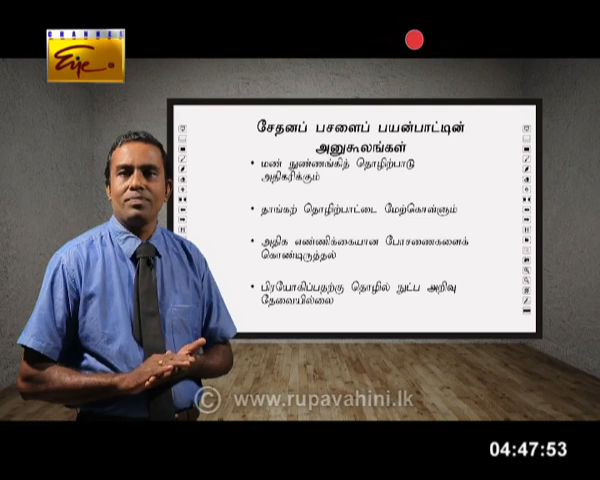 CHANNEL
Eye
சேதனப் பசளைப் பயன்பாட்டின்
அனுகூலங்கள்
• மண் நுண்ணங்கித் தொழிற்பாடு
அதிகரிக்கும்
• தாங்கற் தொழிற்பாட்டை மேற்கொள்ளும்
• அதிக எண்ணிக்கையான போசணைகளைக்
கொண்டிருத்தல்
• பிரயோகிப்பதற்கு தொழில் நுட்ப அறிவு
தேவையில்லை
© www.rupavahini.lk
04:47:53